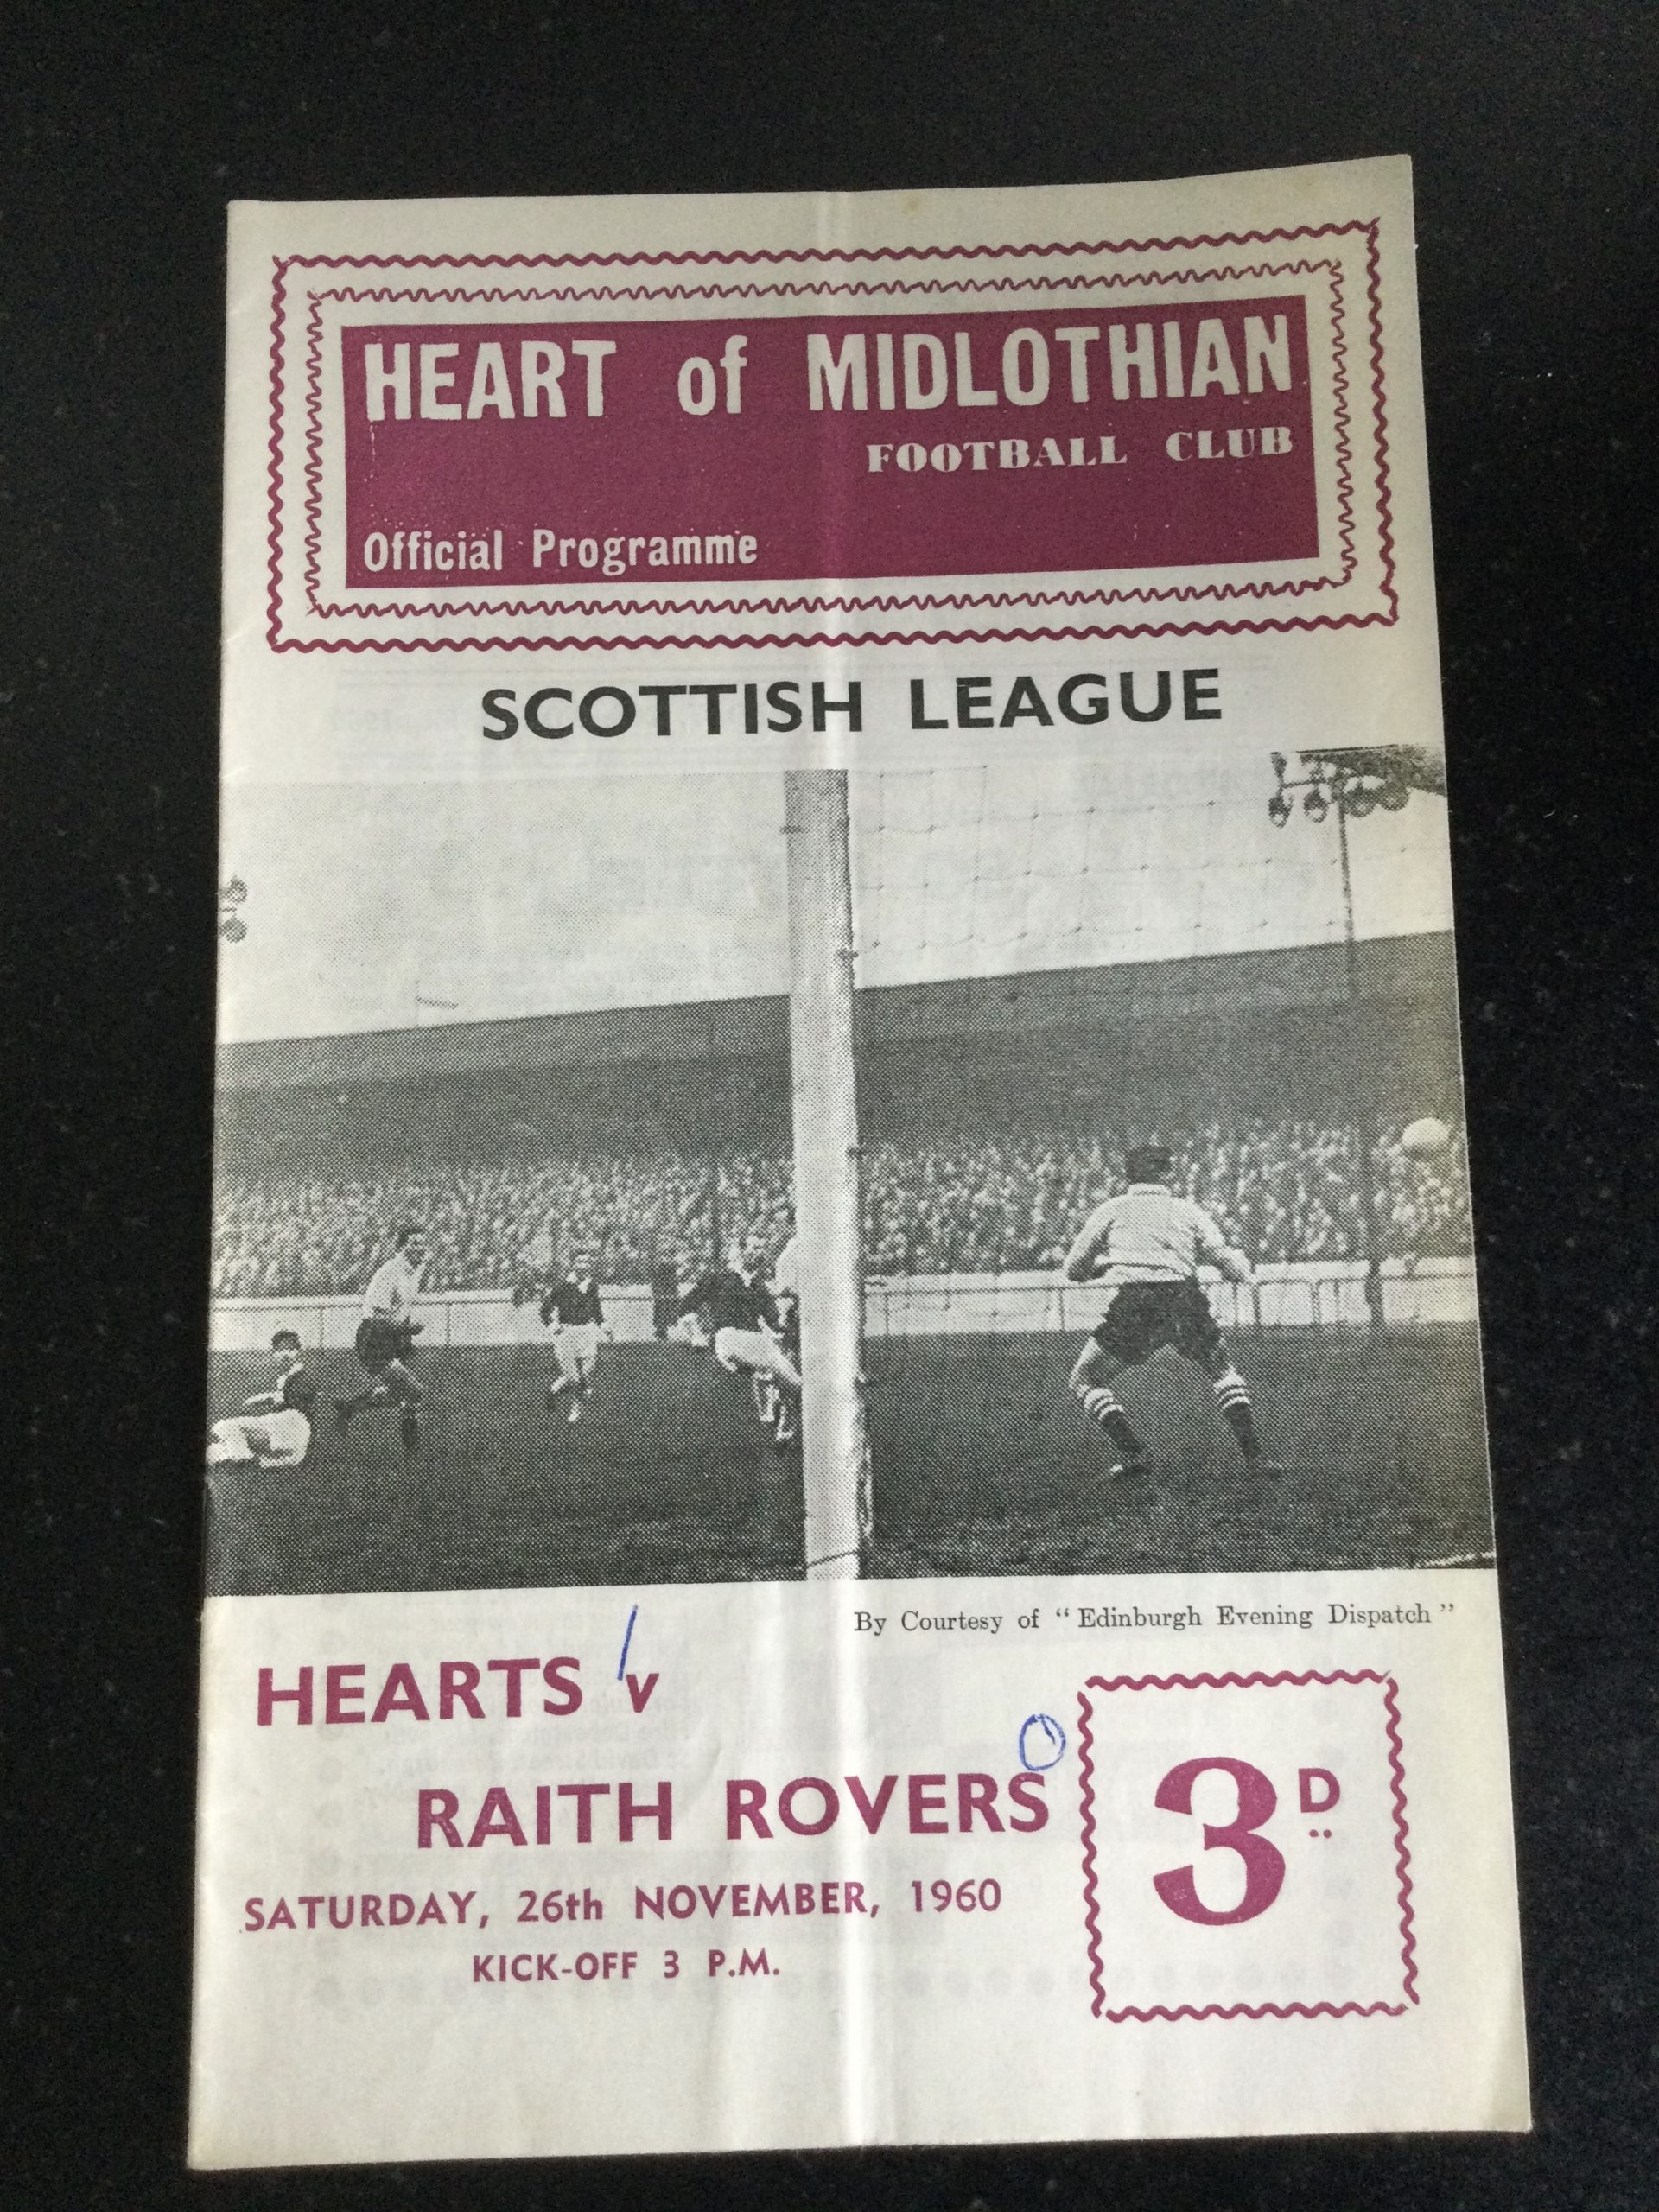 HEART of MIDLOTHIAN
FOOTBALL CLUB
Official Programme
SCOTTISH LEAGUE
By Courtesy of “ Edinburgh Evening Dispatch ”
HEARTS 1 v
RAITH ROVERS 0
3D
SATURDAY, 26th NOVEMBER, 1960
KICK-OFF 3 P.M.